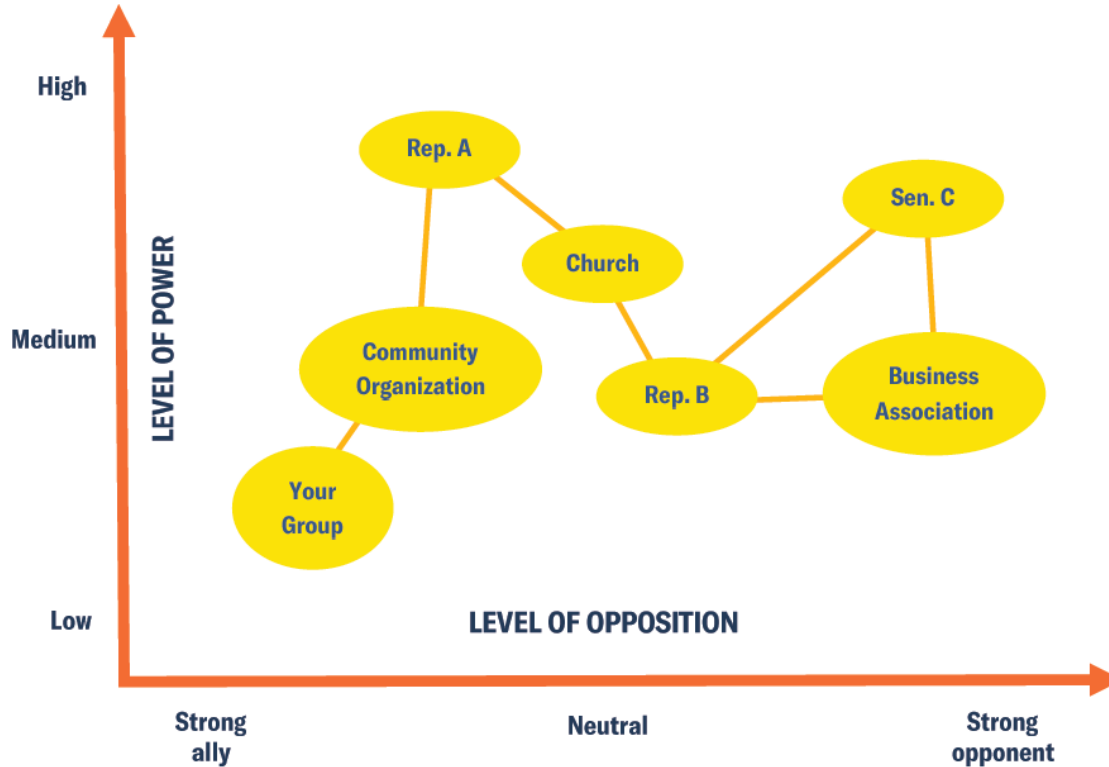 High
Rep. A
Sen. C
Church
LEVEL OF POWER
Medium
Community
Organization
Rep. B
Business
Association
Your
Group
Low
LEVEL OF OPPOSITION
Strong
ally
Neutral
Strong
opponent